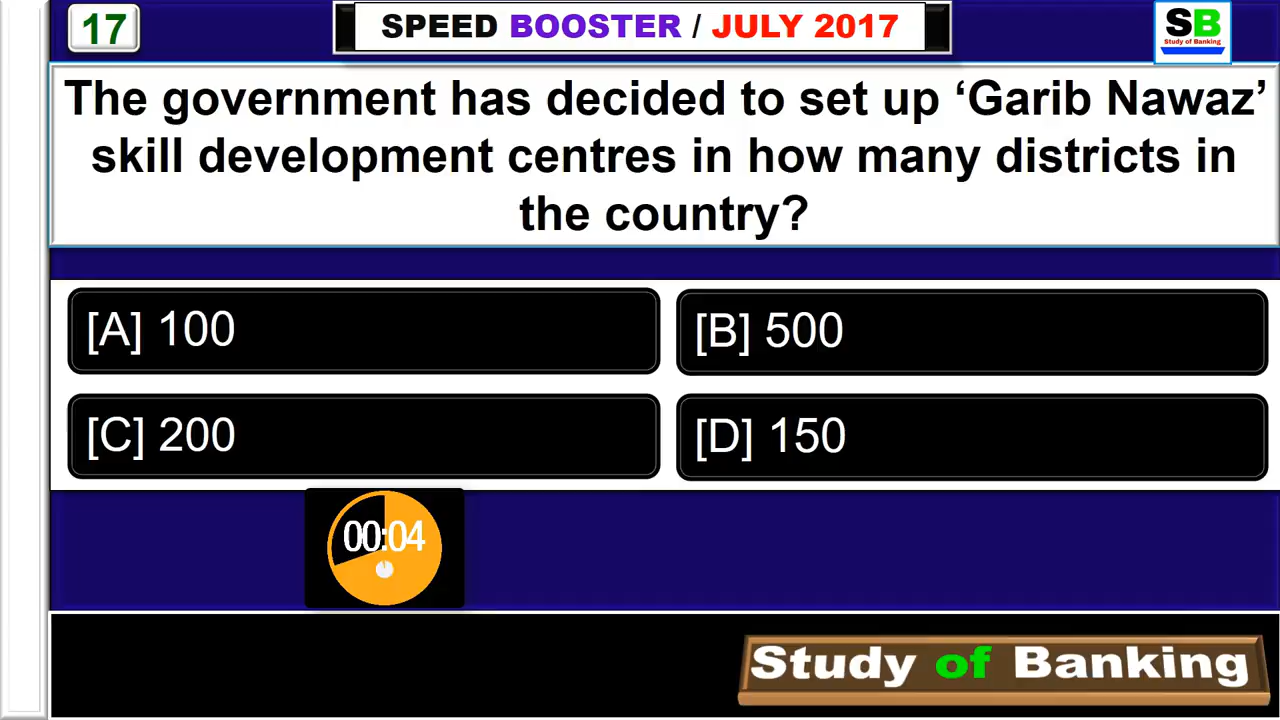 17
SPEED BOOSTER / JULY 2017
SB
Study of Banking
The government has decided to set up ‘Garib Nawaz’
skill development centres in how many districts in
the country?
[A] 100
[B] 500
[C] 200
[D] 150
00:04
Study of Banking